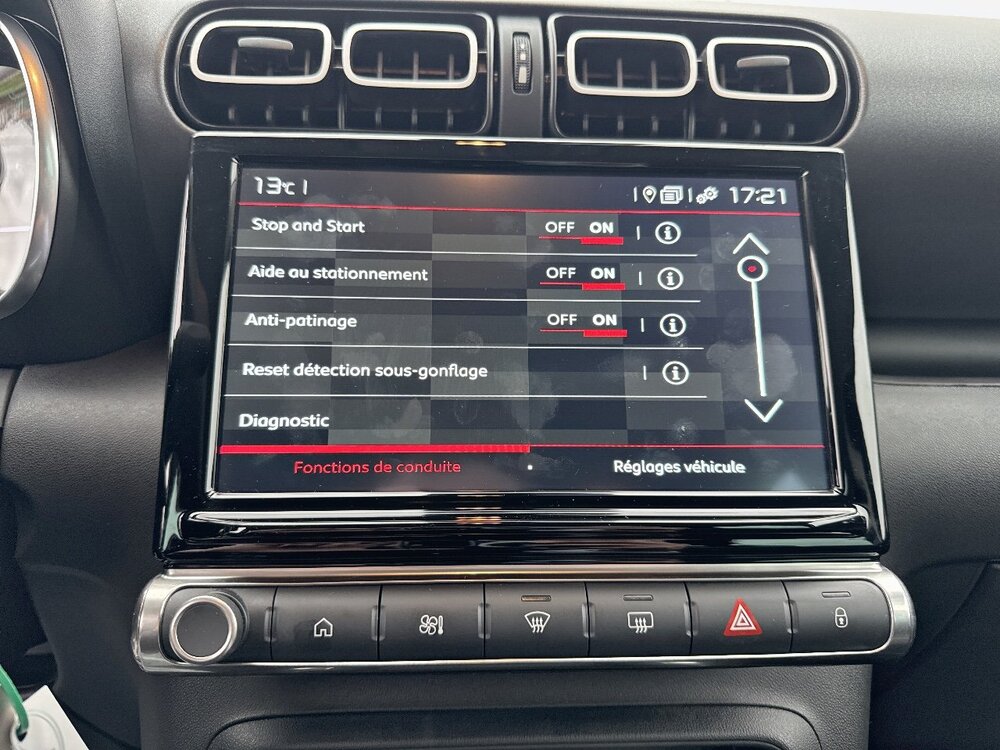 13°C 17:21
Stop and Start OFF ON
Aide au stationnement OFF ON
Anti-patinage OFF ON
Reset détection sous-gonflage
Diagnostic
Fonctions de conduite Réglages véhicule